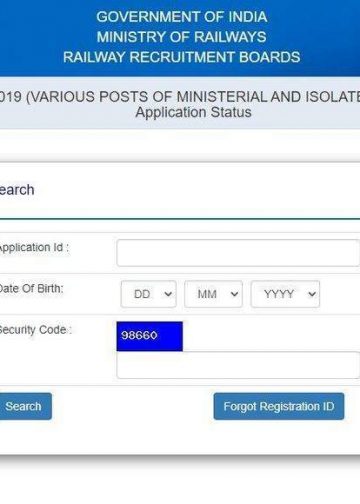 GOVERNMENT OF INDIA
MINISTRY OF RAILWAYS
RAILWAY RECRUITMENT BOARDS
019 (VARIOUS POSTS OF MINISTERIAL AND ISOLATE
Application Status
earch
Application Id :
Date Of Birth:
DD MM YYYY
Security Code :
98660
Search Forgot Registration ID